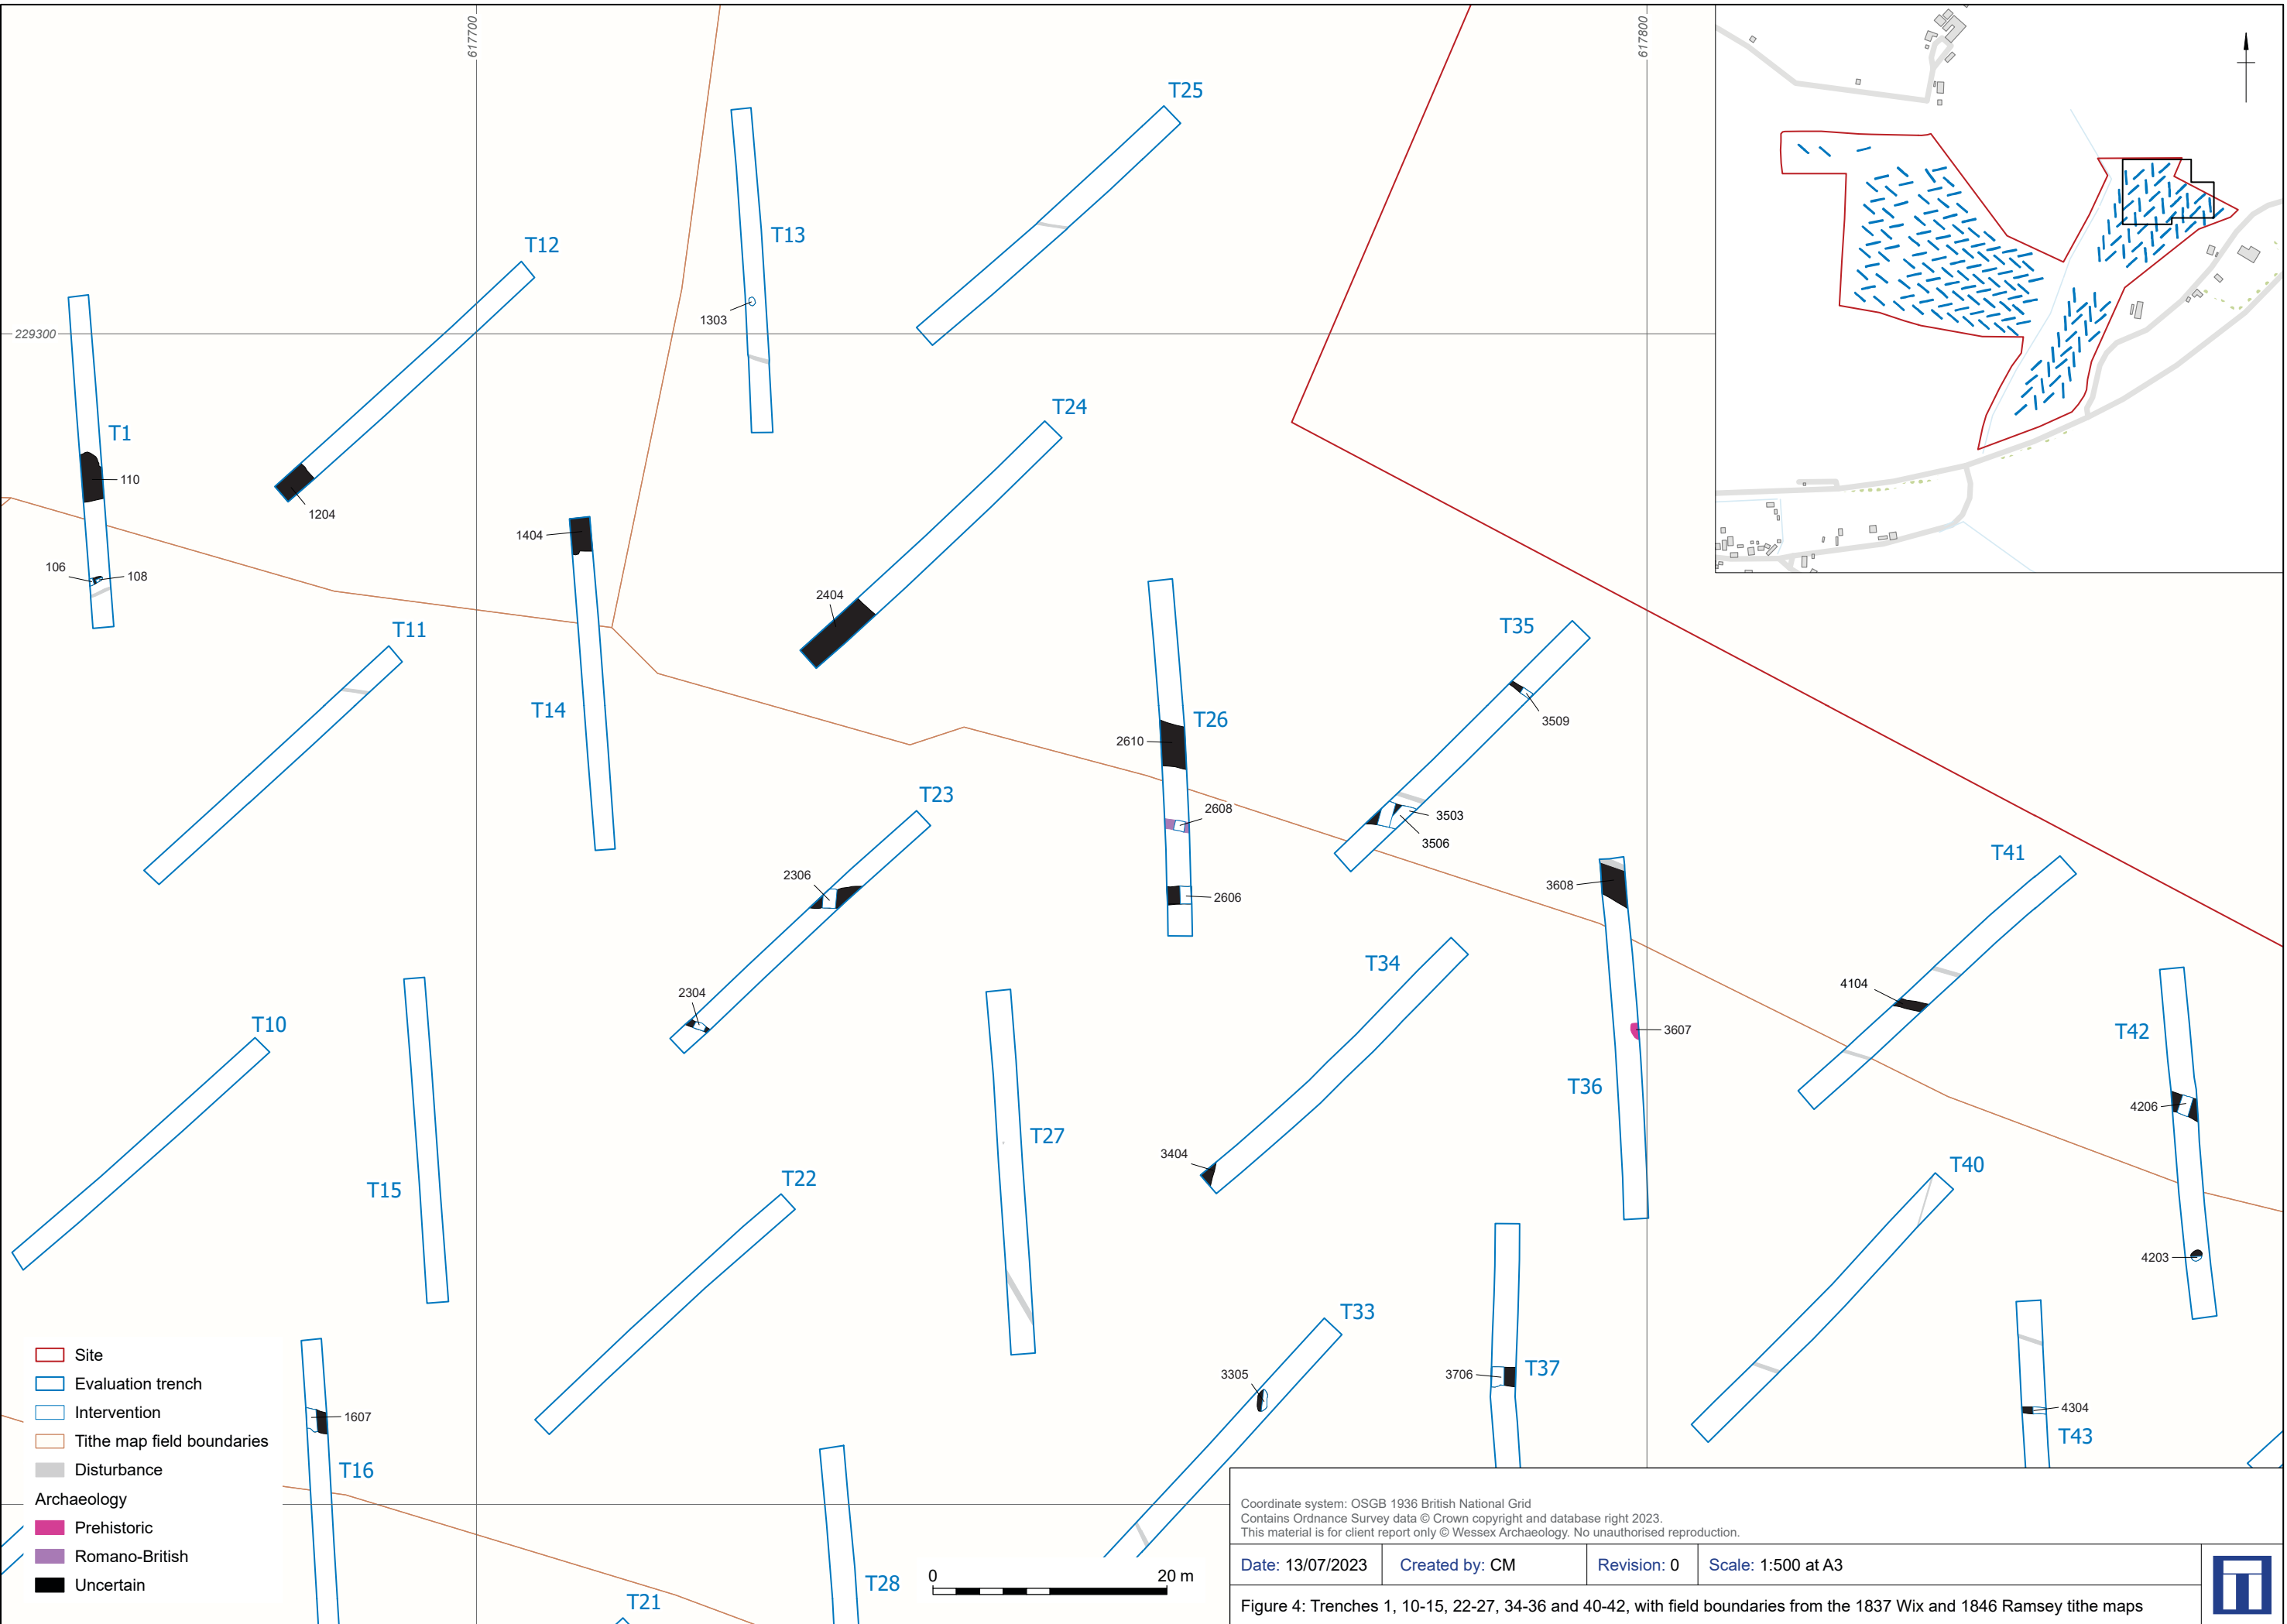 617700
617800
T25
T13
T12
1303
229300
T24
T1
110
1204
1404
106
108
2404
T11
T35
T14
3509
T26
2610
T23
2608
3503
3506
T41
2306
3608
2606
T34
4104
2304
T10
3607
T42
T36
4206
T27
3404
T40
T22
T15
4203
T33
Site
T37
3305
3706
Evaluation trench
Intervention
1607
4304
Tithe map field boundaries
T43
Disturbance
T16
Archaeology
Prehistoric
Romano-British
Uncertain
T28
T21
0 20 m
Coordinate system: OSGB 1936 British National Grid
Contains Ordnance Survey data © Crown copyright and database right 2023.
This material is for client report only © Wessex Archaeology. No unauthorised reproduction.
Date: 13/07/2023 Created by: CM Revision: 0 Scale: 1:500 at A3
Figure 4: Trenches 1, 10-15, 22-27, 34-36 and 40-42, with field boundaries from the 1837 Wix and 1846 Ramsey tithe maps